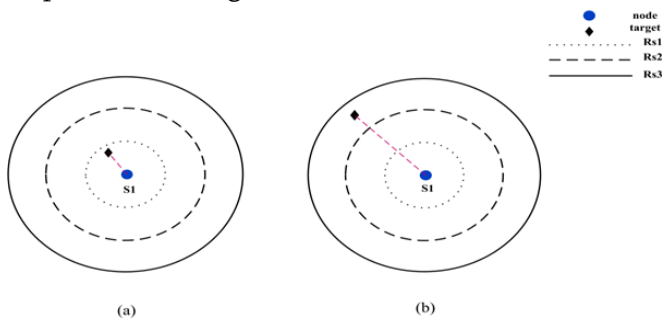 node
target
Rs1
Rs2
Rs3
S1
S1
(a)
(b)